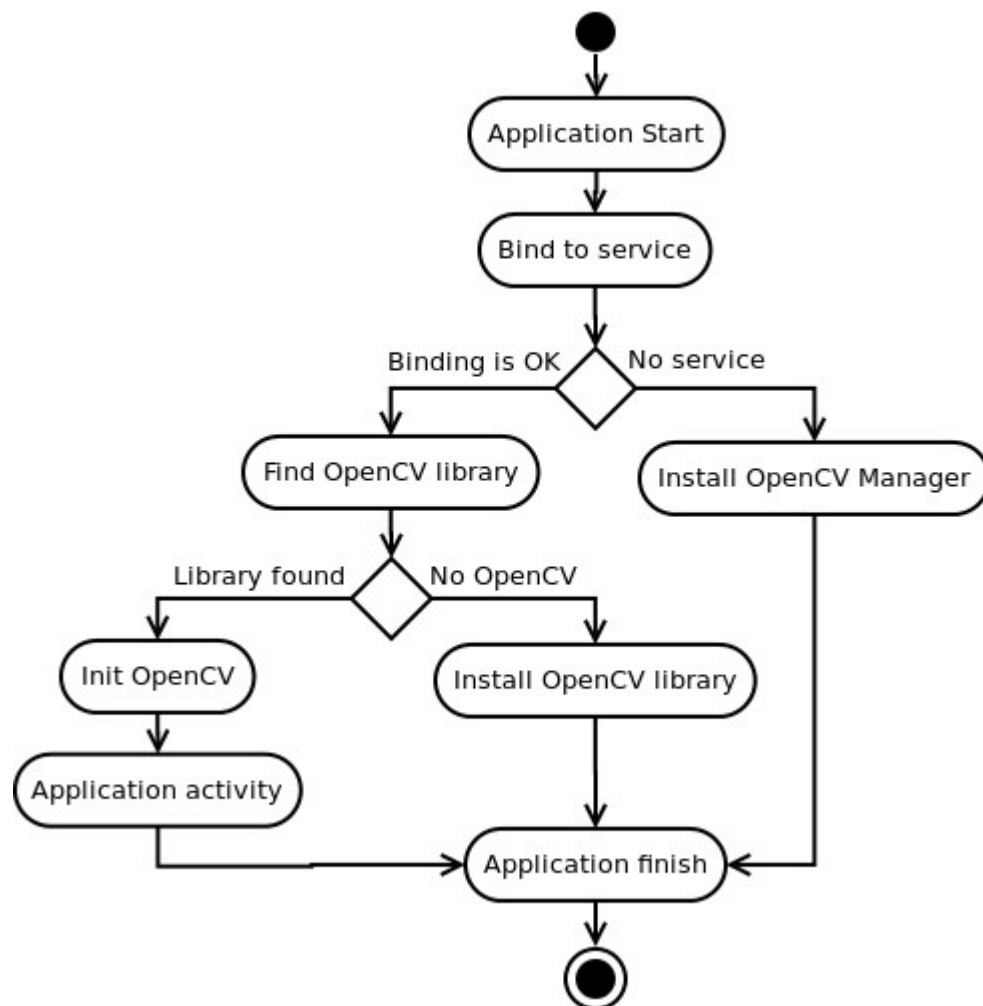 Application Start
Bind to service
Binding is OK
No service
Find OpenCV library
Install OpenCV Manager
Library found
No OpenCV
Init OpenCV
Install OpenCV library
Application activity
Application finish